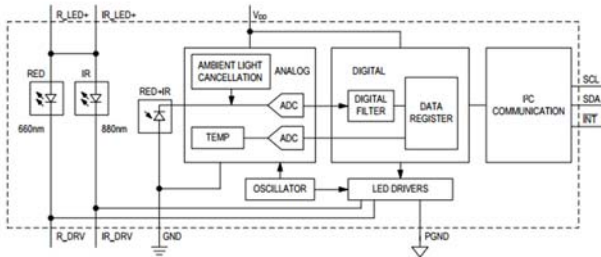 R_LED+ IR_LED+ VDD
AMBIENT LIGHT
CANCELLATION
ANALOG
DIGITAL
RED IR RED+IR
ADC
DIGITAL
FILTER
DATA
REGISTER
I²C
COMMUNICATION
SCL
SDA
INT
660nm 880nm
TEMP
ADC
OSCILLATOR
LED DRIVERS
R_DRV IR_DRV GND PGND